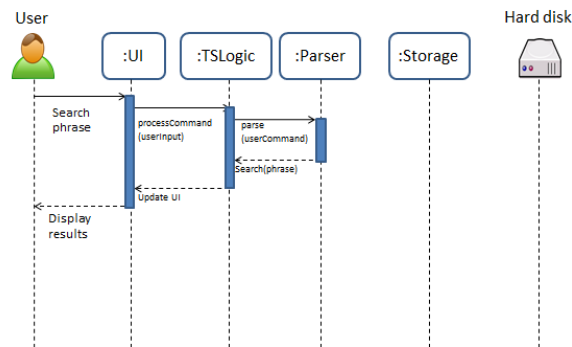 User
Hard disk
:UI
:TSLogic
:Parser
:Storage
Search
phrase
processCommand
(userInput)
parse
(userCommand)
Search(phrase)
Update UI
Display
results